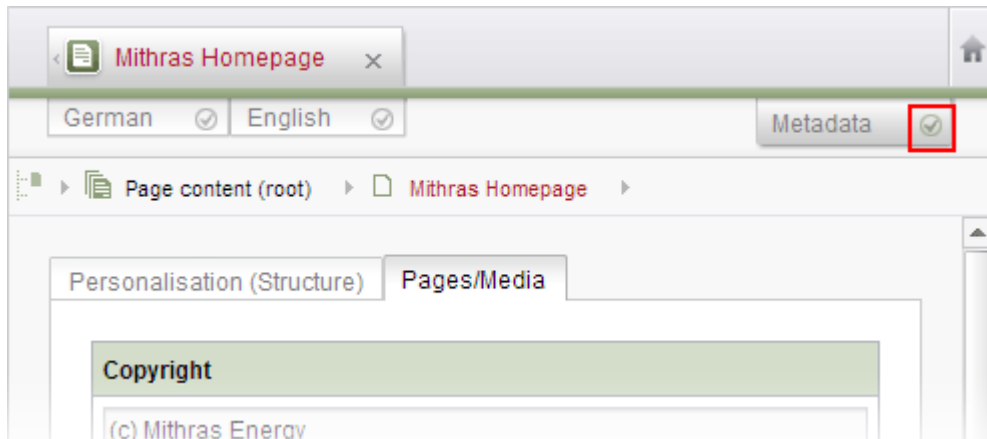 Mithras Homepage
German English Metadata
Page content (root) Mithras Homepage
Personalisation (Structure) Pages/Media
Copyright
(c) Mithras Energy